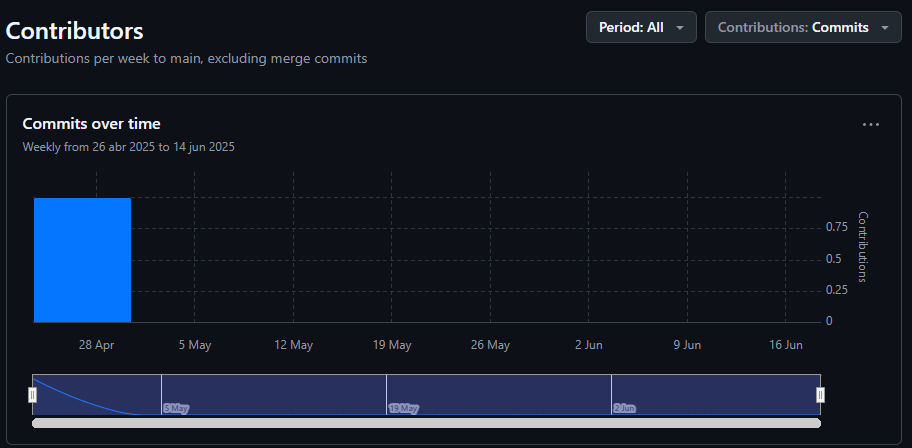 Contributors
Period: All
Contributions: Commits
Contributions per week to main, excluding merge commits
Commits over time
Weekly from 26 abr 2025 to 14 jun 2025
0.75
0.5
0.25
0
Contributions
28 Apr
5 May
12 May
19 May
26 May
2 Jun
9 Jun
16 Jun
5 May
19 May
2 Jun